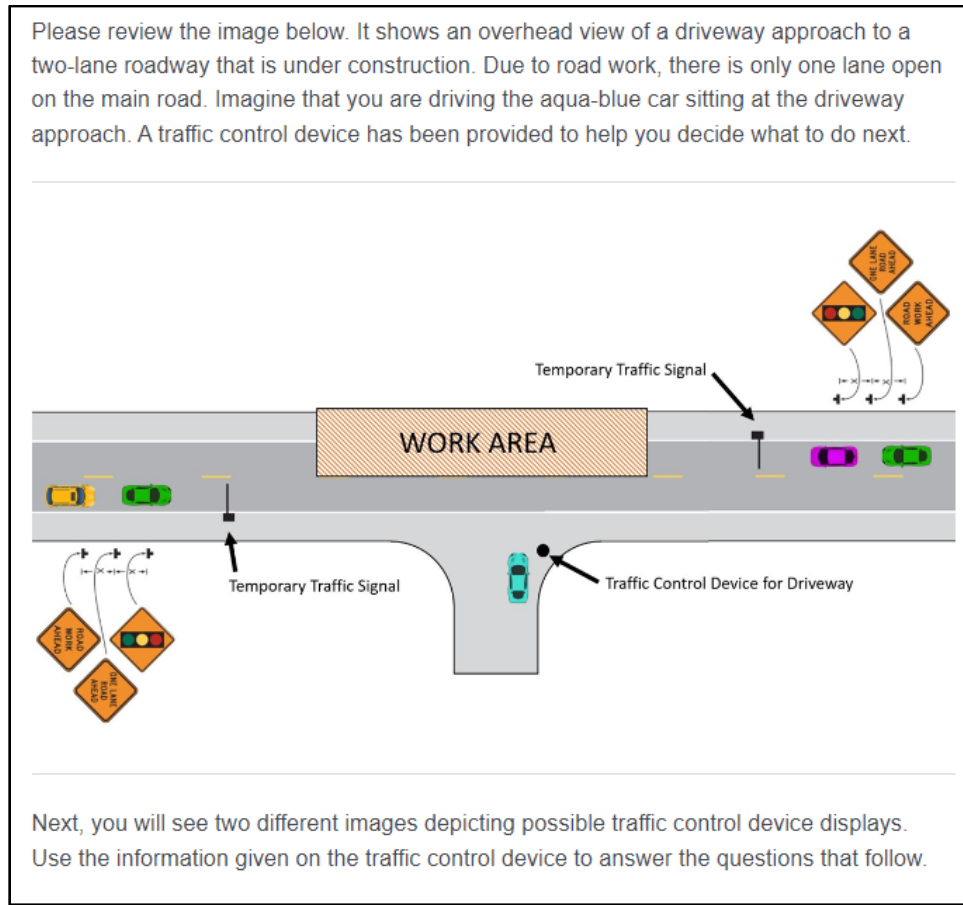 Please review the image below. It shows an overhead view of a driveway approach to a
two-lane roadway that is under construction. Due to road work, there is only one lane open
on the main road. Imagine that you are driving the aqua-blue car sitting at the driveway
approach. A traffic control device has been provided to help you decide what to do next.
ONE LANE
ROAD
AHEAD
ROAD
WORK
AHEAD
Temporary Traffic Signal
X
X
WORK AREA
Temporary Traffic Signal
Traffic Control Device for Driveway
X
X
ROAD
WORK
AHEAD
ONE LANE
ROAD
AHEAD
Next, you will see two different images depicting possible traffic control device displays.
Use the information given on the traffic control device to answer the questions that follow.